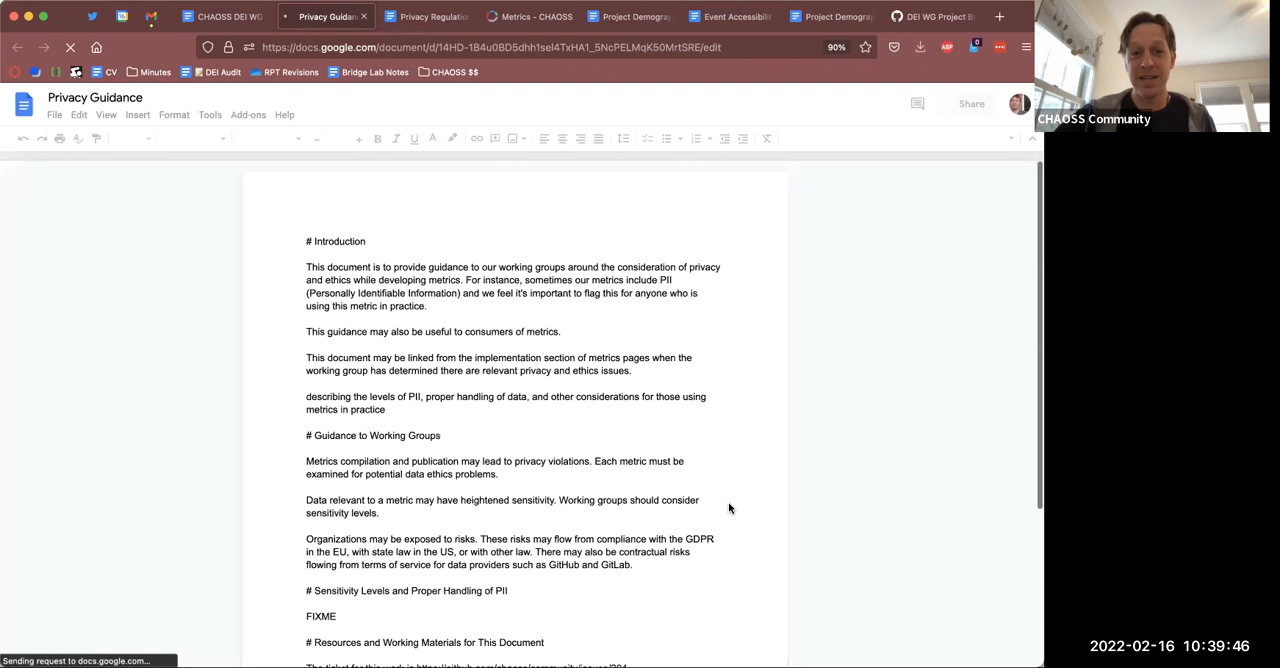 CHAOSS DEI WG
Privacy Guidan
Privacy Regulatio
Metrics - CHAOSS
Project Demogra
Event Accessibili
Project Demogra
DEI WG Project B
https://docs.google.com/document/d/14HD-1B4u0BD5dhh1sel4TxHA1_5NcPELMqK50MrtSRE/edit
90%
ABP
0
CV
Minutes
DEI Audit
RPT Revisions
Bridge Lab Notes
CHAOSS $$
Privacy Guidance
File Edit View Insert Format Tools Add-ons Help
Share
CHAOSS Community
# Introduction
This document is to provide guidance to our working groups around the consideration of privacy
and ethics while developing metrics. For instance, sometimes our metrics include PII
(Personally Identifiable Information) and we feel it's important to flag this for anyone who is
using this metric in practice.
This guidance may also be useful to consumers of metrics.
This document may be linked from the implementation section of metrics pages when the
working group has determined there are relevant privacy and ethics issues.
describing the levels of PII, proper handling of data, and other considerations for those using
metrics in practice
# Guidance to Working Groups
Metrics compilation and publication may lead to privacy violations. Each metric must be
examined for potential data ethics problems.
Data relevant to a metric may have heightened sensitivity. Working groups should consider
sensitivity levels.
Organizations may be exposed to risks. These risks may flow from compliance with the GDPR
in the EU, with state law in the US, or with other law. There may also be contractual risks
flowing from terms of service for data providers such as GitHub and GitLab.
# Sensitivity Levels and Proper Handling of PII
FIXME
# Resources and Working Materials for This Document
Sending request to docs.google.com...
2022-02-16 10:39:46